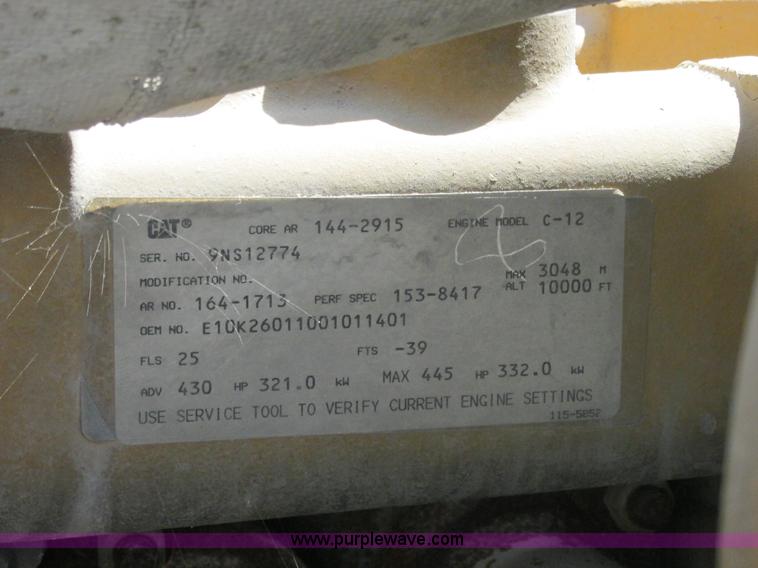 CAT® CORE AR 144-2915 ENGINE MODEL C-12
SER. NO. 9NS12774
MODIFICATION NO.
AR NO. 164-1713 PERF SPEC 153-8417 MAX ALT 3048 M 10000 FT
OEM NO. E10K26011001011401
FLS 25 FTS -39
ADV 430 HP 321.0 kW MAX 445 HP 332.0 kW
USE SERVICE TOOL TO VERIFY CURRENT ENGINE SETTINGS
115-5852
www.purplewave.com